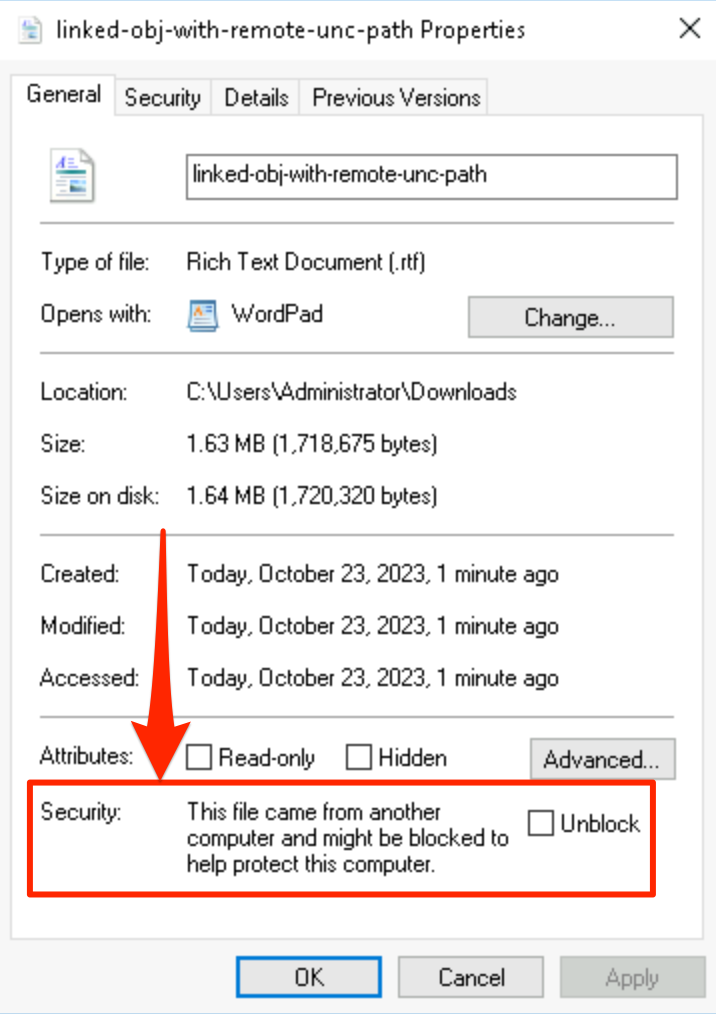 linked-obj-with-remote-unc-path Properties
General Security Details Previous Versions
linked-obj-with-remote-unc-path
Type of file: Rich Text Document (.rtf)
Opens with: WordPad Change...
Location: C:\Users\Administrator\Downloads
Size: 1.63 MB (1,718,675 bytes)
Size on disk: 1.64 MB (1,720,320 bytes)
Created: Today, October 23, 2023, 1 minute ago
Modified: Today, October 23, 2023, 1 minute ago
Accessed: Today, October 23, 2023, 1 minute ago
Attributes: Read-only Hidden Advanced...
Security: This file came from another
computer and might be blocked to Unblock
help protect this computer.
OK Cancel Apply